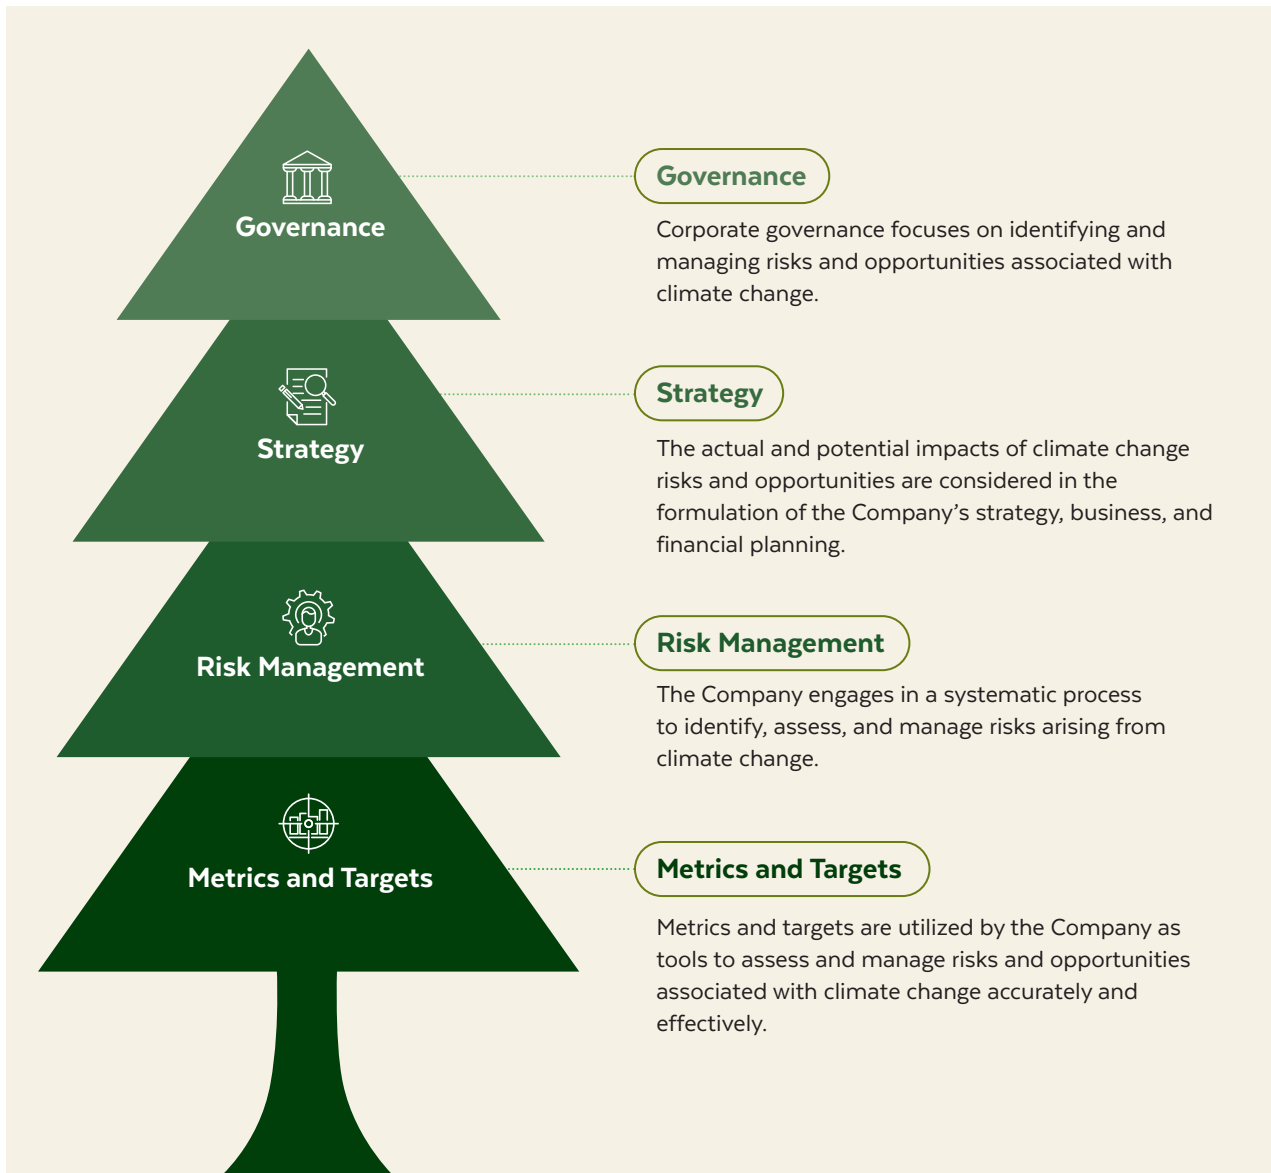 Governance
Governance
Corporate governance focuses on identifying and
managing risks and opportunities associated with
climate change.
Strategy
Strategy
The actual and potential impacts of climate change
risks and opportunities are considered in the
formulation of the Company’s strategy, business, and
financial planning.
Risk Management
Risk Management
The Company engages in a systematic process
to identify, assess, and manage risks arising from
climate change.
Metrics and Targets
Metrics and Targets
Metrics and targets are utilized by the Company as
tools to assess and manage risks and opportunities
associated with climate change accurately and
effectively.